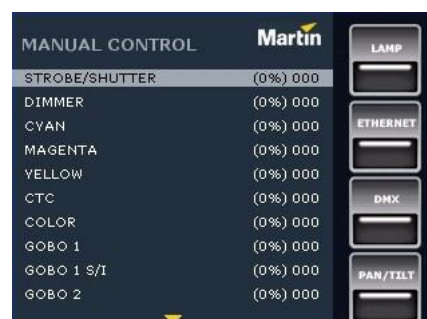 MANUAL CONTROL
Martin
STROBE/SHUTTER (0%) 000
DIMMER (0%) 000
CYAN (0%) 000
MAGENTA (0%) 000
YELLOW (0%) 000
CTC (0%) 000
COLOR (0%) 000
GOBO 1 (0%) 000
GOBO 1 S/I (0%) 000
GOBO 2 (0%) 000
LAMP
ETHERNET
DMX
PAN/TILT